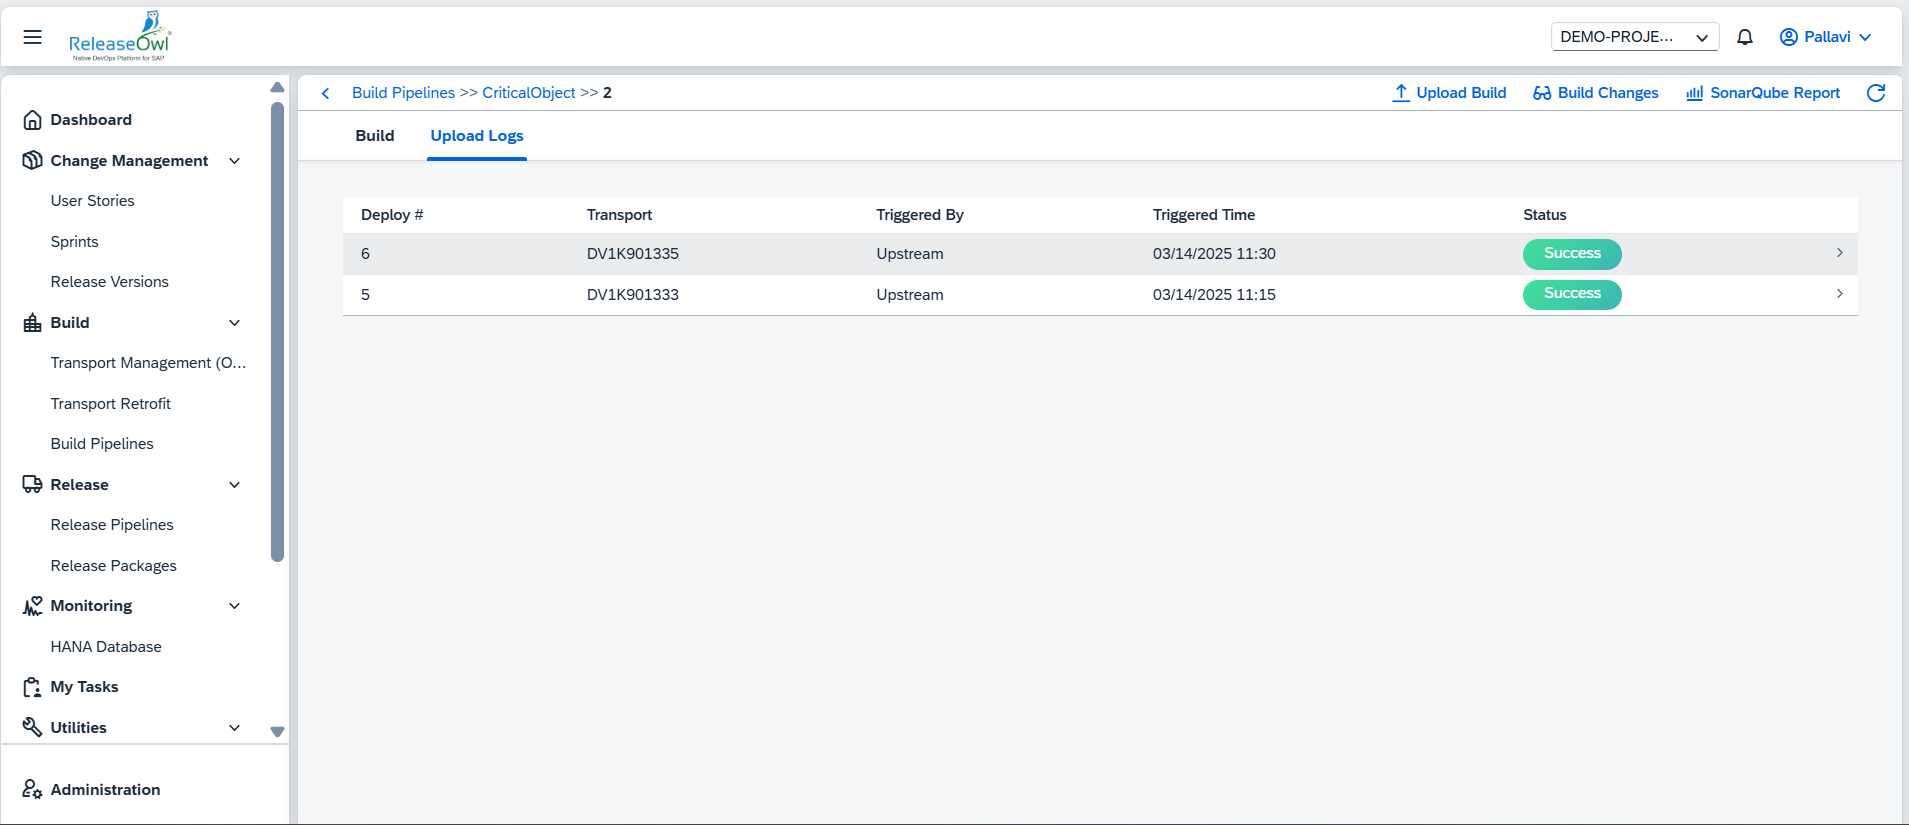 ReleaseOwl
Native DevOps Platform for SAP
DEMO-PROJE...
Pallavi
Dashboard
Change Management
User Stories
Sprints
Release Versions
Build
Transport Management (O...
Transport Retrofit
Build Pipelines
Release
Release Pipelines
Release Packages
Monitoring
HANA Database
My Tasks
Utilities
Administration
Build Pipelines >> CriticalObject >> 2
Upload Build
Build Changes
SonarQube Report
Build
Upload Logs
Deploy # Transport Triggered By Triggered Time Status
6 DV1K901335 Upstream 03/14/2025 11:30 Success
5 DV1K901333 Upstream 03/14/2025 11:15 Success